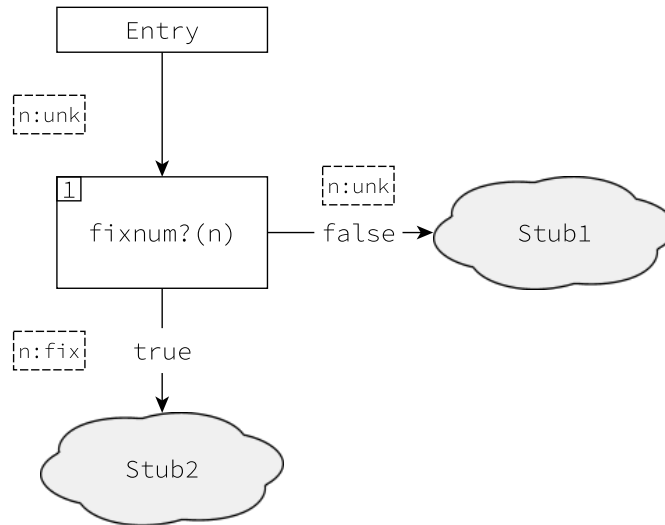 Entry
n:unk
1
n:unk
fixnum?(n)
false
Stub1
n:fix
true
Stub2